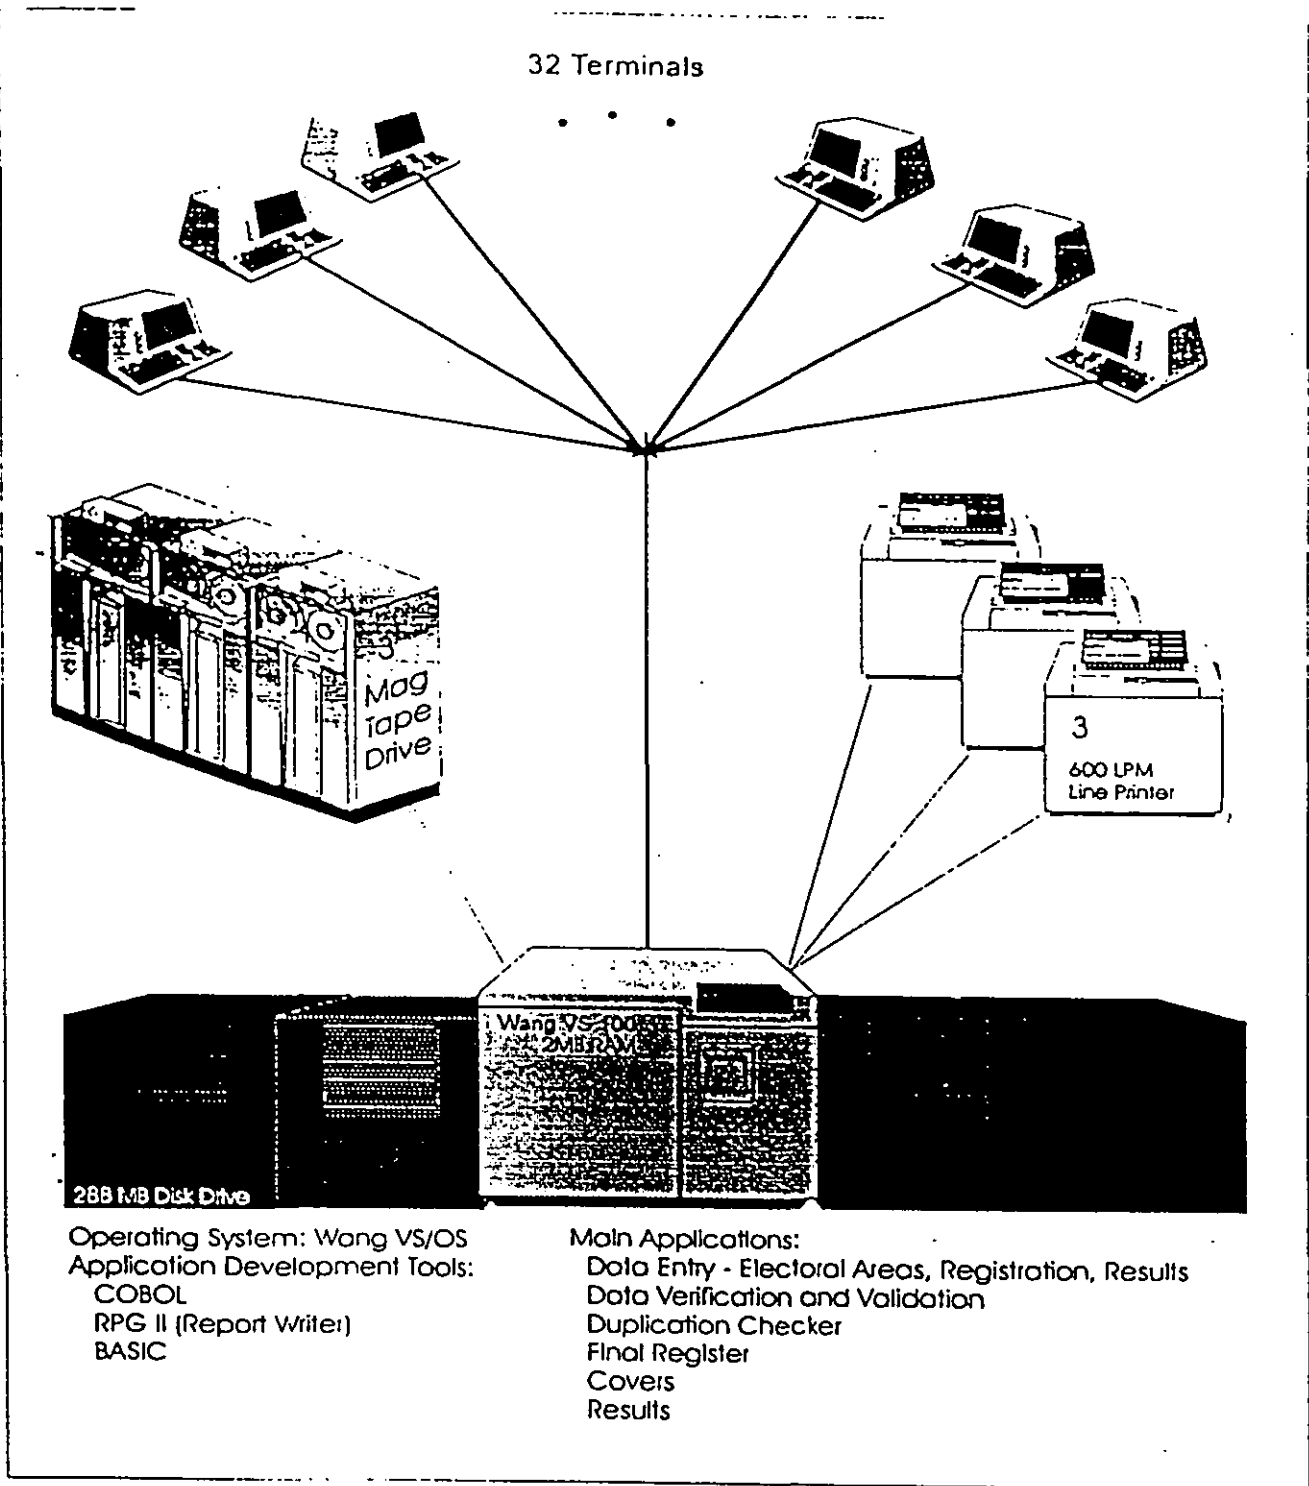 32 Terminals
. . .
3
Mag
Tape
Drive
3
600 LPM
Line Printer
Wang VS 100
2MB RAM
288 MB Disk Drive
Operating System: Wang VS/OS
Application Development Tools:
COBOL
RPG II (Report Writer)
BASIC
Main Applications:
Data Entry - Electoral Areas, Registration, Results
Data Verification and Validation
Duplication Checker
Final Register
Covers
Results